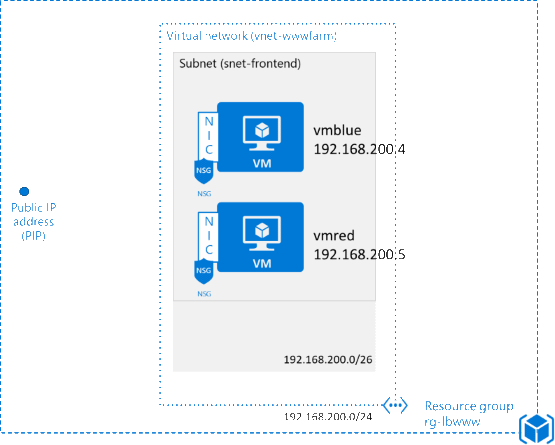 Virtual network (vnet-wwwfarm)
Subnet (snet-frontend)
N
I
C
VM
NSG
NSG
vmblue
192.168.200.4
Public IP
address
(PIP)
N
I
C
VM
NSG
NSG
vmred
192.168.200.5
192.168.200.0/26
192.168.200.0/24
Resource group
rg-lbwww